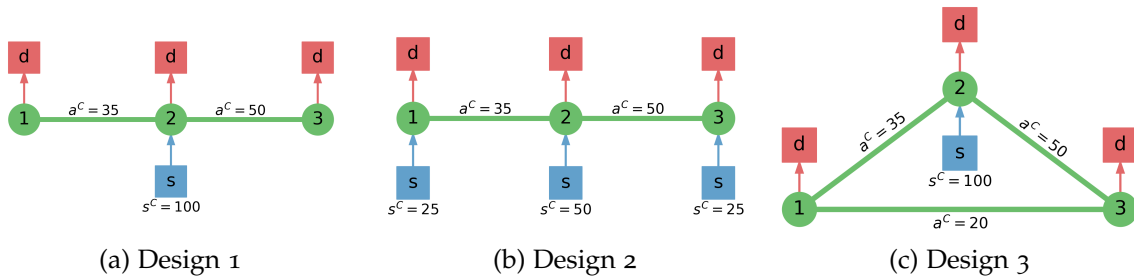 d d d
1 a^C = 35 2 a^C = 50 3
s
s^C = 100
(a) Design 1
d d d
1 a^C = 35 2 a^C = 50 3
s s s
s^C = 25 s^C = 50 s^C = 25
(b) Design 2
d
2
a^C = 35 a^C = 50
d s d
s^C = 100
1 3
a^C = 20
(c) Design 3